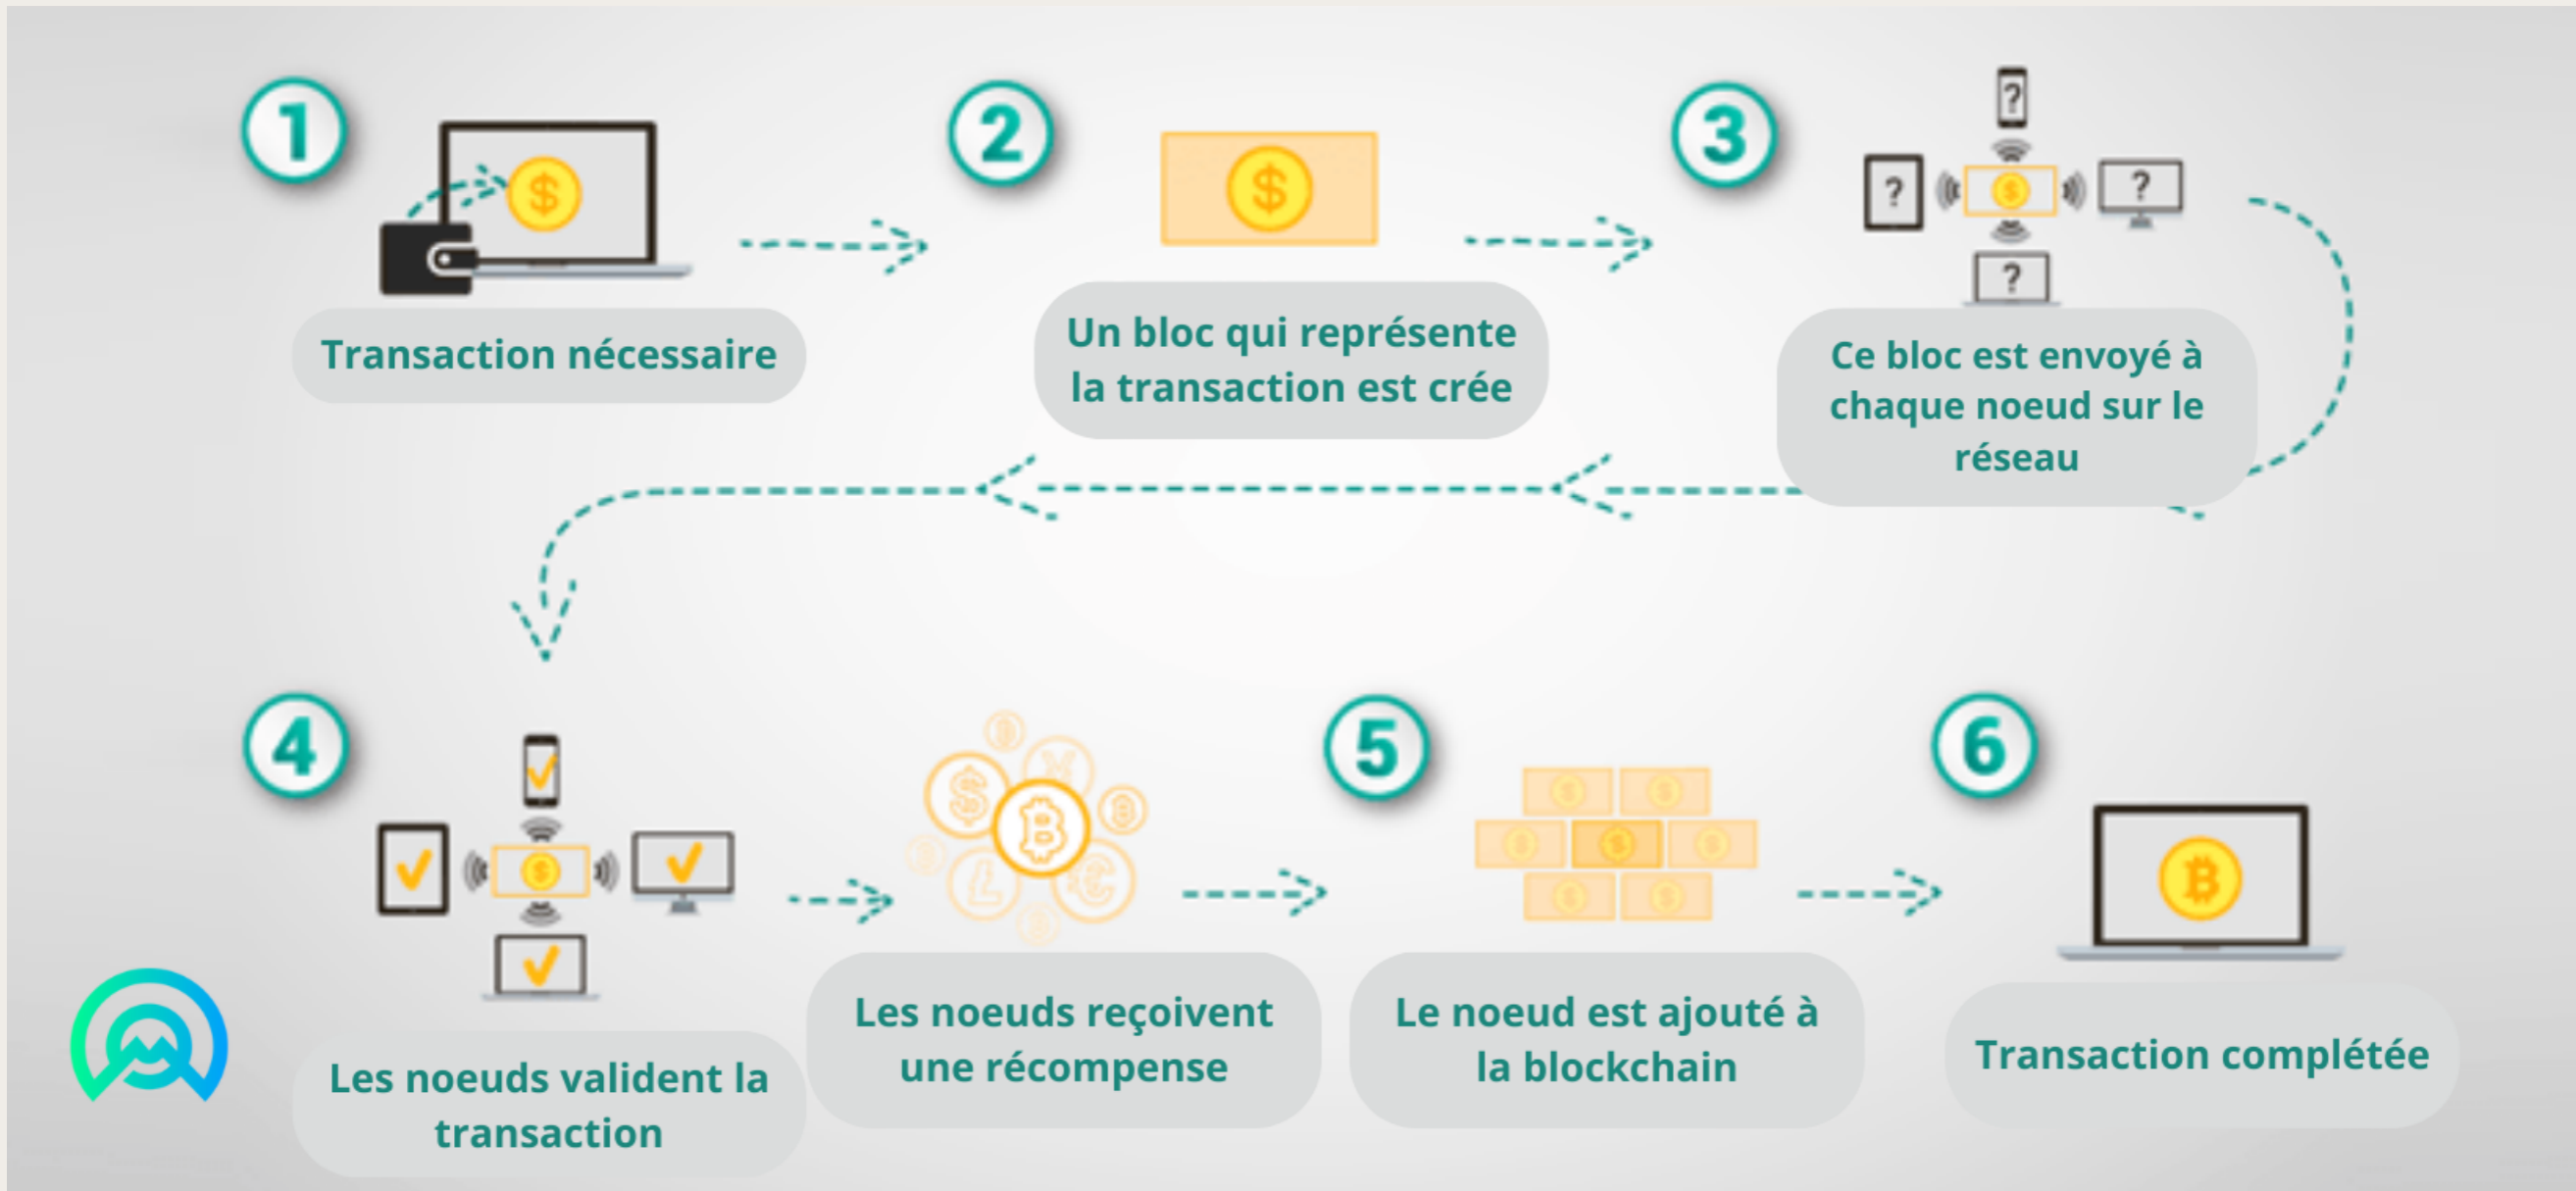 1
Transaction nécessaire
2
Un bloc qui représente
la transaction est crée
3
Ce bloc est envoyé à
chaque noeud sur le
réseau
4
Les noeuds valident la
transaction
Les noeuds reçoivent
une récompense
5
Le noeud est ajouté à
la blockchain
6
Transaction complétée